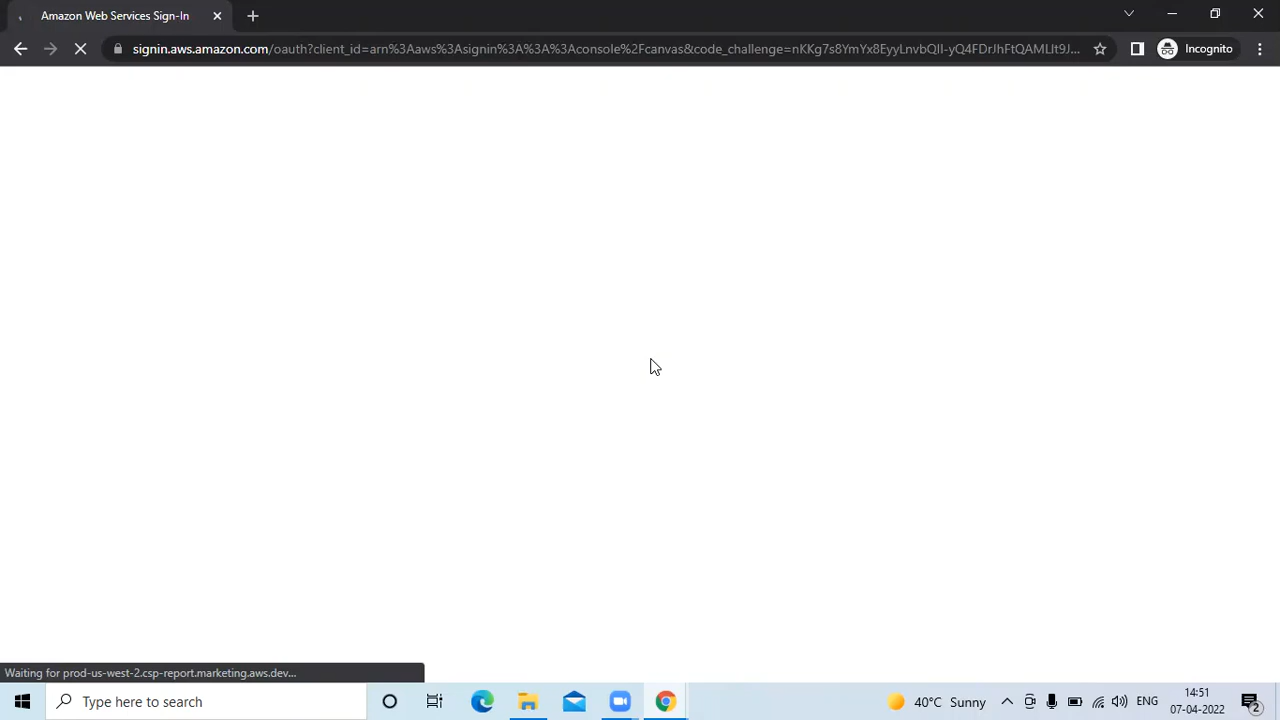 Amazon Web Services Sign-In
signin.aws.amazon.com/oauth?client_id=arn%3Aaws%3Asignin%3A%3A%3Aconsole%2Fcanvas&code_challenge=nKKg7s8YmYx8EyyLnvbQIl-yQ4FDrJhFtQAMLIt9J...
Incognito
Waiting for prod-us-west-2.csp-report.marketing.aws.dev...
Type here to search
40°C Sunny
ENG
14:51
07-04-2022
2